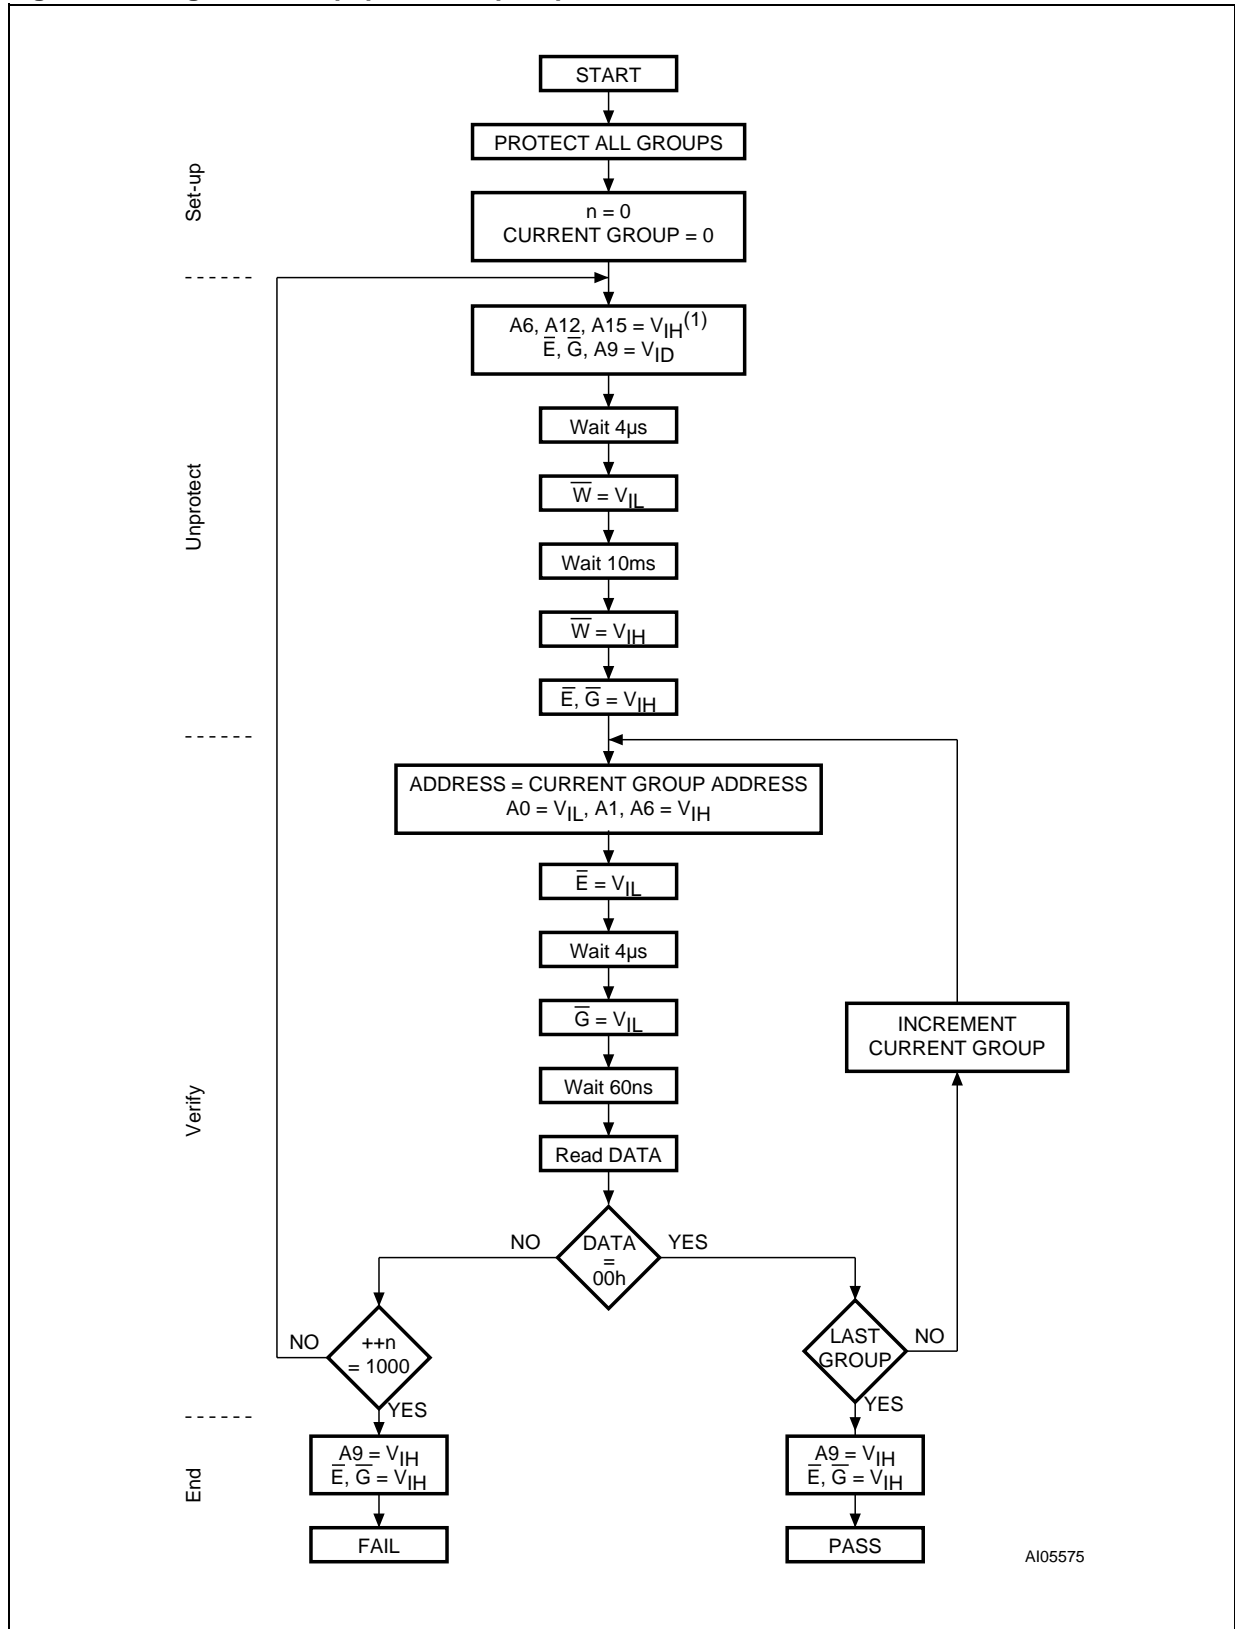 START
PROTECT ALL GROUPS
Set-up
n = 0
CURRENT GROUP = 0
A6, A12, A15 = VIH(1)
E̅, G̅, A9 = VID
Wait 4µs
Unprotect
W̅ = VIL
Wait 10ms
W̅ = VIH
E̅, G̅ = VIH
ADDRESS = CURRENT GROUP ADDRESS
A0 = VIL, A1, A6 = VIH
E̅ = VIL
Wait 4µs
G̅ = VIL
INCREMENT
CURRENT GROUP
Wait 60ns
Verify
Read DATA
NO
DATA
=
00h
YES
NO
++n
= 1000
YES
LAST
GROUP
NO
YES
End
A9 = VIH
E̅, G̅ = VIH
A9 = VIH
E̅, G̅ = VIH
FAIL
PASS
AI05575